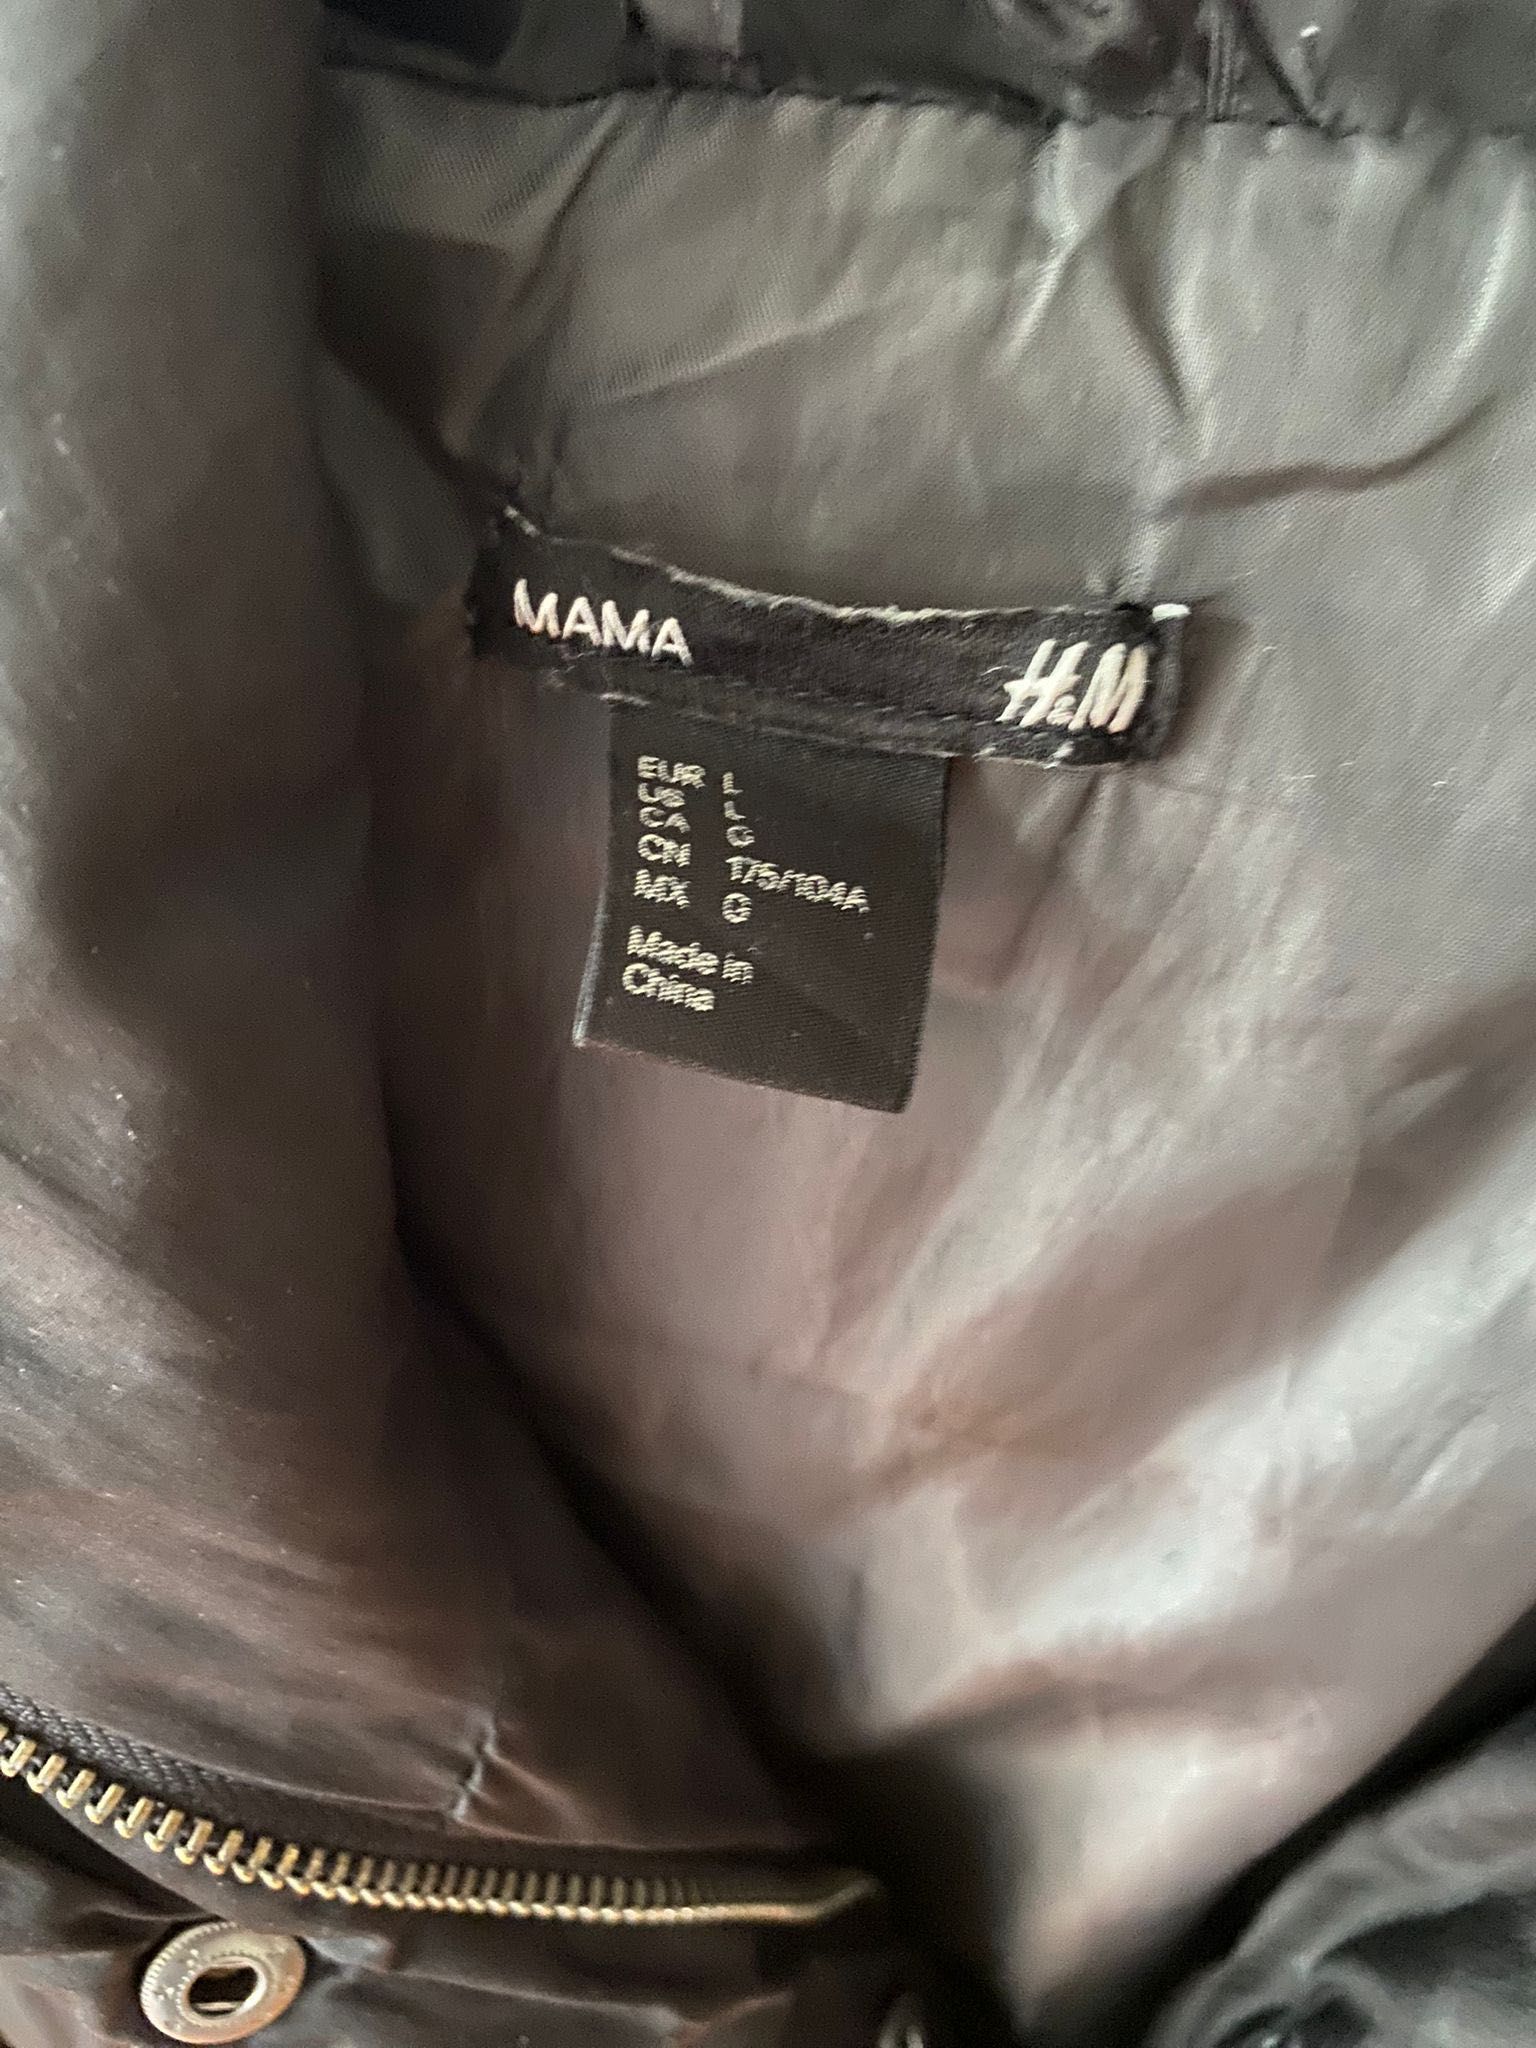 MAMA H&M
EUR L
US L
CA G
CN 175/104A
MX G
Made in
China